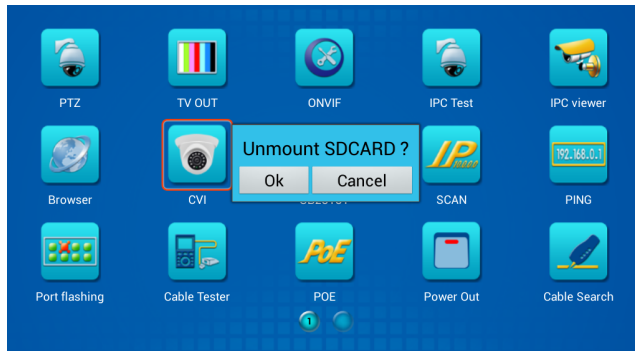 PTZ
TV OUT
ONVIF
IPC Test
IPC viewer
Browser
CVI
Unmount SDCARD ?
Ok
Cancel
IP
SCAN
192.168.0.1
PING
Port flashing
Cable Tester
PoE
POE
Power Out
Cable Search
1